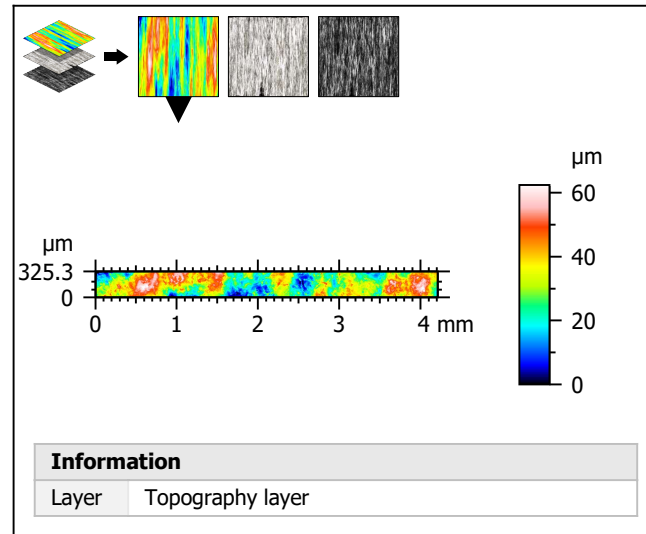 µm
60
40
20
0
µm
325.3
0
0 1 2 3 4 mm
Information
Layer Topography layer